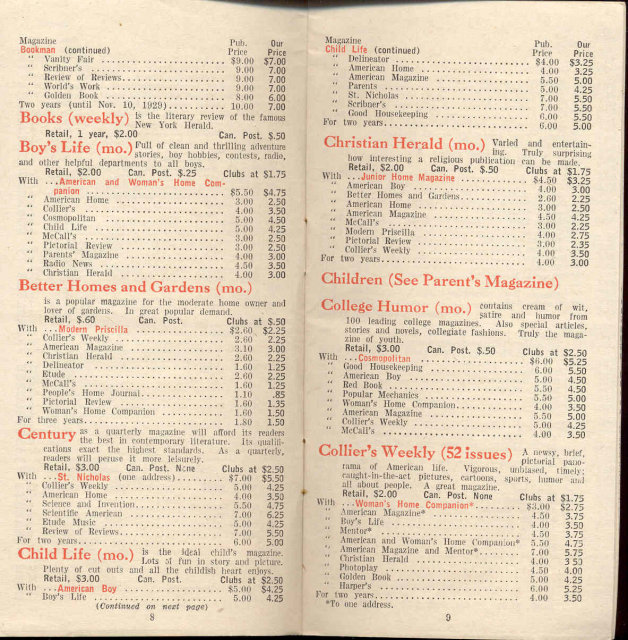 Magazine Pub. Our
Bookman (continued) Price Price
“ Vanity Fair $9.00 $7.00
“ Scribner's 9.00 7.00
“ Review of Reviews 9.00 7.00
“ World's Work 9.00 7.00
“ Golden Book 8.00 6.00
Two years (until Nov. 10, 1929) 10.00 7.00
Books (weekly) is the literary review of the famous
New York Herald.
Retail, 1 year, $2.00 Can. Post. $.50
Boy's Life (mo.) Full of clean and thrilling adventure
stories, boy hobbies, contests, radio,
and other helpful departments to all boys.
Retail, $2.00 Can. Post. $.25 Clubs at $1.75
With ...American and Woman's Home Com-
panion $5.50 $4.75
“ American Home 3.00 2.50
“ Collier's 4.00 3.50
“ Cosmopolitan 5.00 4.50
“ Child Life 5.00 4.25
“ McCall's 3.00 2.50
“ Pictorial Review 3.00 2.50
“ Parents' Magazine 4.00 3.00
“ Radio News 4.50 3.50
“ Christian Herald 4.00 3.00
Better Homes and Gardens (mo.)
is a popular magazine for the moderate home owner and
lover of gardens. In great popular demand.
Retail, $.60 Can. Post. Clubs at $.50
With ...Modern Priscilla $2.60 $2.25
“ Collier's Weekly 2.60 2.25
“ American Magazine 3.10 3.00
“ Christian Herald 2.60 2.25
“ Delineator 1.60 1.25
“ Etude 2.60 2.25
“ McCall's 1.60 1.25
“ People's Home Journal 1.10 .85
“ Pictorial Review 1.60 1.35
“ Woman's Home Companion 1.60 1.50
For three years 1.80 1.50
Century as a quarterly magazine will afford its readers
the best in contemporary literature. Its qualifi-
cations exact the highest standards. As a quarterly,
readers will peruse it more leisurely.
Retail, $3.00 Can. Post. None Clubs at $2.50
With ...St. Nicholas (one address) $7.00 $5.50
“ Collier's Weekly 5.00 4.25
“ American Home 4.00 3.50
“ Science and Invention 5.50 4.75
“ Scientific American 7.00 6.25
“ Etude Music 5.00 4.25
“ Review of Reviews 7.00 5.50
For two years 6.00 5.00
Child Life (mo.) is the ideal child's magazine.
Lots of fun in story and picture.
Plenty of cut outs and all the childish heart enjoys.
Retail, $3.00 Can. Post. Clubs at $2.50
With ...American Boy $5.00 $4.25
“ Boy's Life 5.00 4.25
(Continued on next page)
8
Magazine Pub. Our
Child Life (continued) Price Price
“ Delineator $4.00 $3.25
“ American Home 4.00 3.25
“ American Magazine 5.50 5.00
“ Parents 5.00 4.25
“ St. Nicholas 7.00 5.50
“ Scribner's 7.00 5.50
“ Good Housekeeping 6.00 5.50
For two years 6.00 5.00
Christian Herald (mo.) Varied and entertain-
ing. Truly surprising
how interesting a religious publication can be made.
Retail, $2.00 Can. Post. $.50 Clubs at $1.75
With ...Junior Home Magazine $4.50 $3.25
“ American Boy 4.00 3.00
“ Better Homes and Gardens 2.60 2.25
“ American Home 3.00 2.50
“ American Magazine 4.50 4.25
“ McCall's 3.00 2.25
“ Modern Priscilla 4.00 2.75
“ Pictorial Review 3.00 2.35
“ Collier's Weekly 4.00 3.50
For two years 4.00 3.00
Children (See Parent's Magazine)
College Humor (mo.) contains cream of wit,
satire and humor from
100 leading college magazines. Also special articles,
stories and novels, collegiate fashions. Truly the maga-
zine of youth.
Retail, $3.00 Can. Post. $.50 Clubs at $2.50
With ...Cosmopolitan $6.00 $5.25
“ Good Housekeeping 6.00 5.50
“ American Boy 5.00 4.50
“ Red Book 5.50 4.50
“ Popular Mechanics 5.50 5.00
“ Woman's Home Companion 4.00 3.50
“ American Magazine 5.50 5.00
“ Collier's Weekly 5.00 4.25
“ McCall's 4.00 3.50
Collier's Weekly (52 issues) A newsy, brief,
pictorial pano-
rama of American life. Vigorous, unbiased, timely;
caught-in-the-act pictures, cartoons, sports, humor and
all about people. A great magazine.
Retail, $2.00 Can. Post. None Clubs at $1.75
With ...Woman's Home Companion* $3.00 $2.75
“ American Magazine* 4.50 3.75
“ Boy's Life 4.00 3.50
“ Mentor* 4.50 3.75
“ American and Woman's Home Companion* 5.50 4.75
“ American Magazine and Mentor* 7.00 5.75
“ Christian Herald 4.00 3.50
“ Photoplay 4.50 4.00
“ Golden Book 5.00 4.25
“ Harper's 6.00 5.25
For two years 4.00 3.50
*To one address.
9